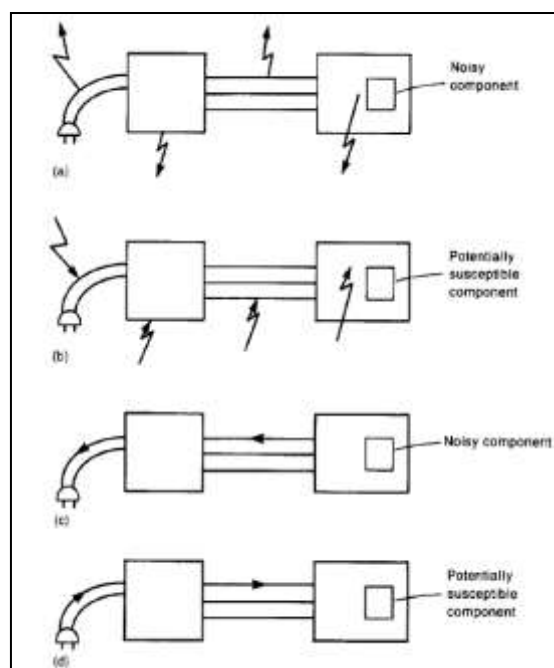 Noisy
component
(a)
Potentially
susceptible
component
(b)
Noisy component
(c)
Potentially
susceptible
component
(d)